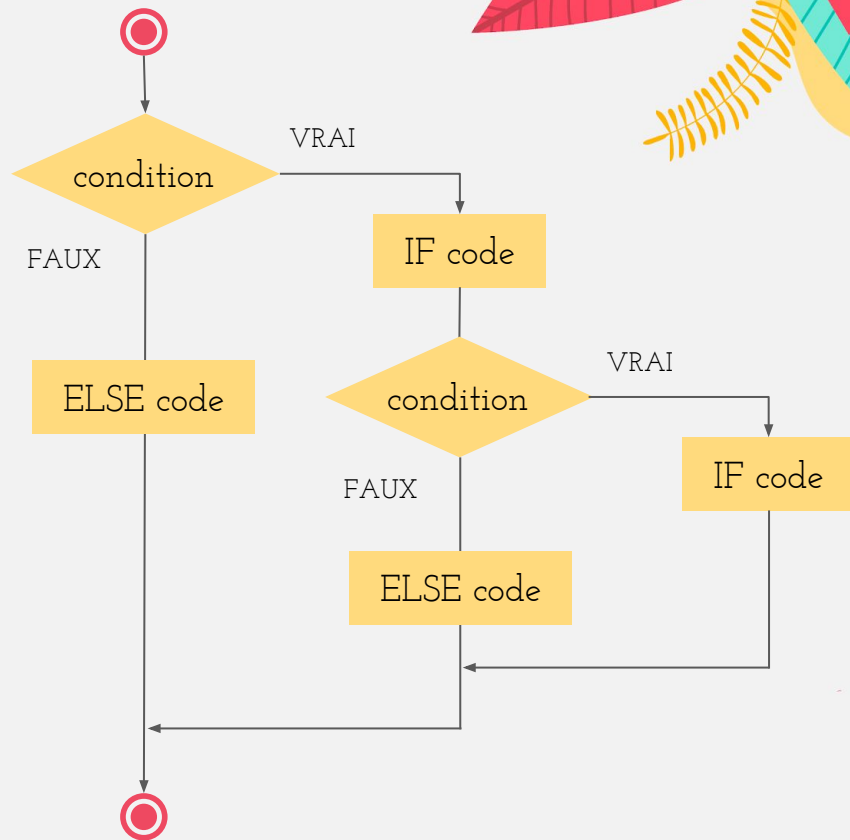 VRAI
condition
IF code
FAUX
VRAI
ELSE code
condition
IF code
FAUX
ELSE code